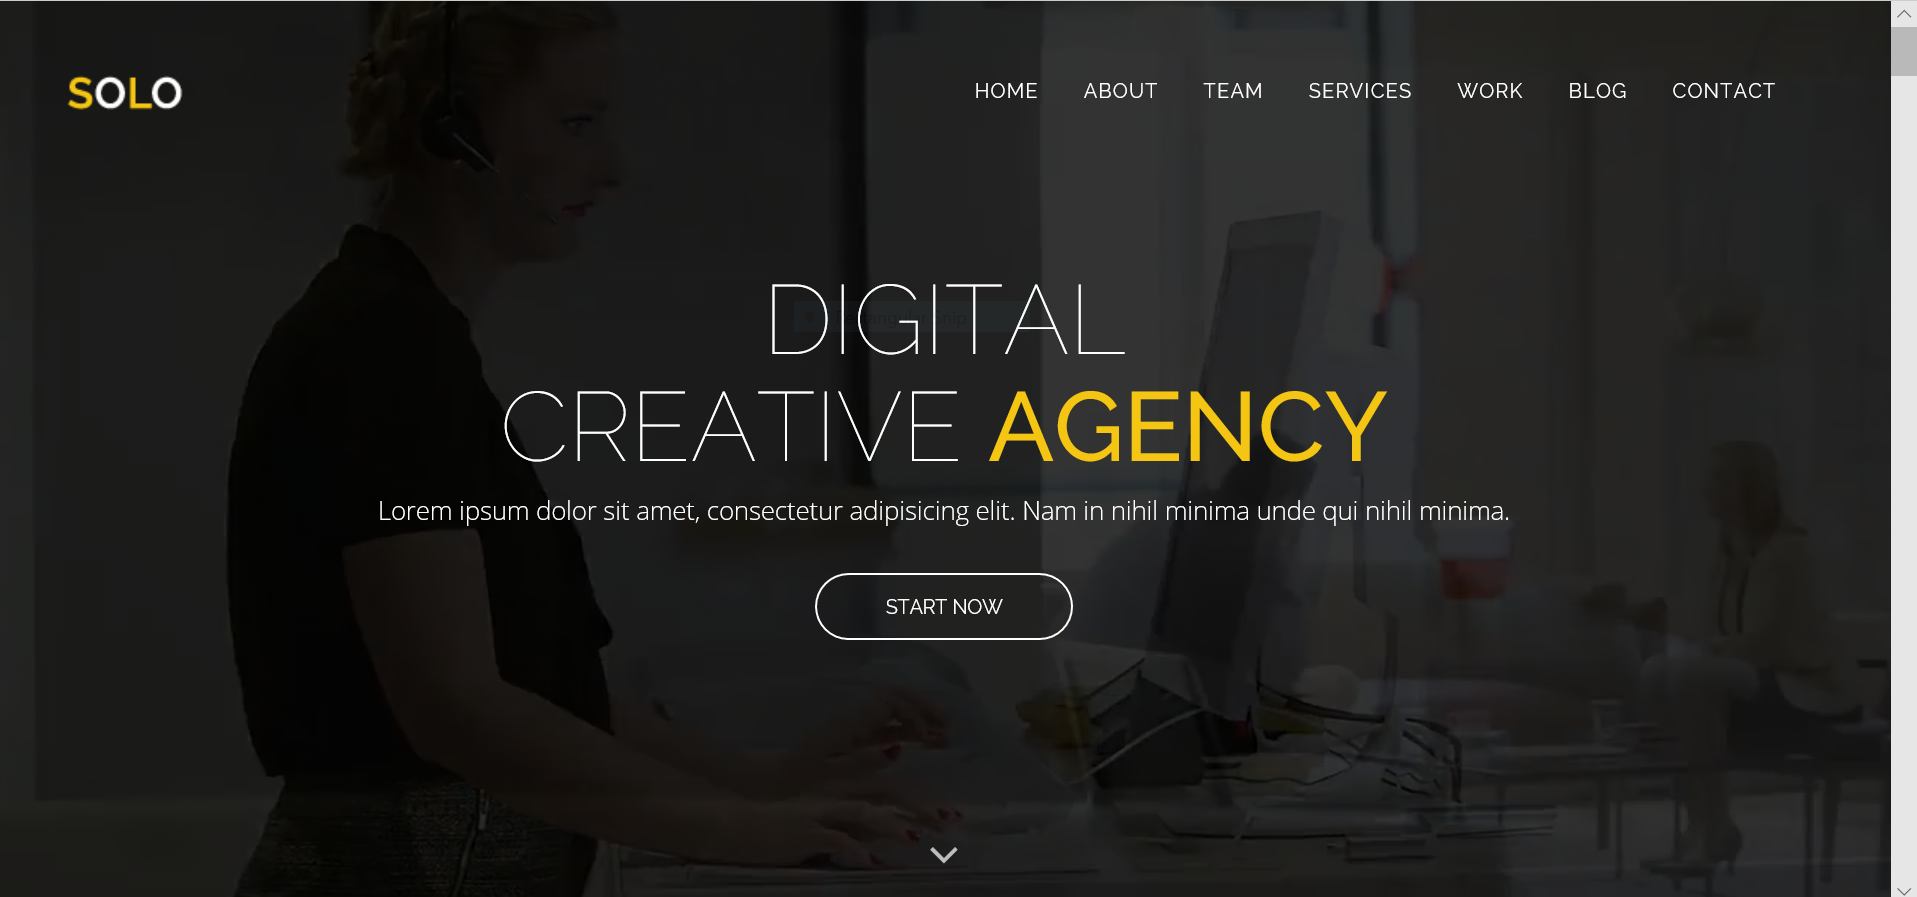 SOLO
HOME ABOUT TEAM SERVICES WORK BLOG CONTACT
DIGITAL
CREATIVE AGENCY
Lorem ipsum dolor sit amet, consectetur adipisicing elit. Nam in nihil minima unde qui nihil minima.
START NOW